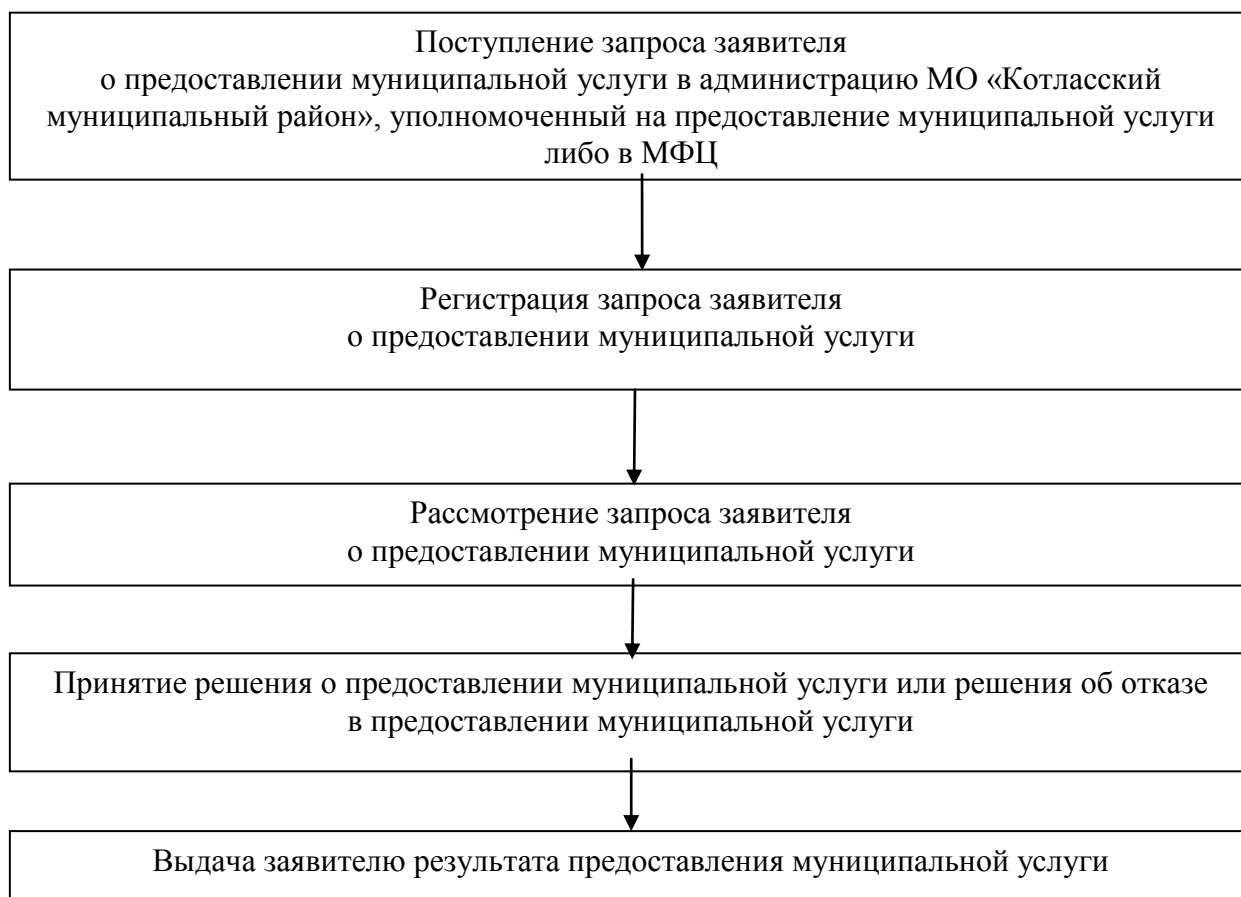 Поступление запроса заявителя
о предоставлении муниципальной услуги в администрацию МО «Котласский
муниципальный район», уполномоченный на предоставление муниципальной услуги
либо в МФЦ
Регистрация запроса заявителя
о предоставлении муниципальной услуги
Рассмотрение запроса заявителя
о предоставлении муниципальной услуги
Принятие решения о предоставлении муниципальной услуги или решения об отказе
в предоставлении муниципальной услуги
Выдача заявителю результата предоставления муниципальной услуги